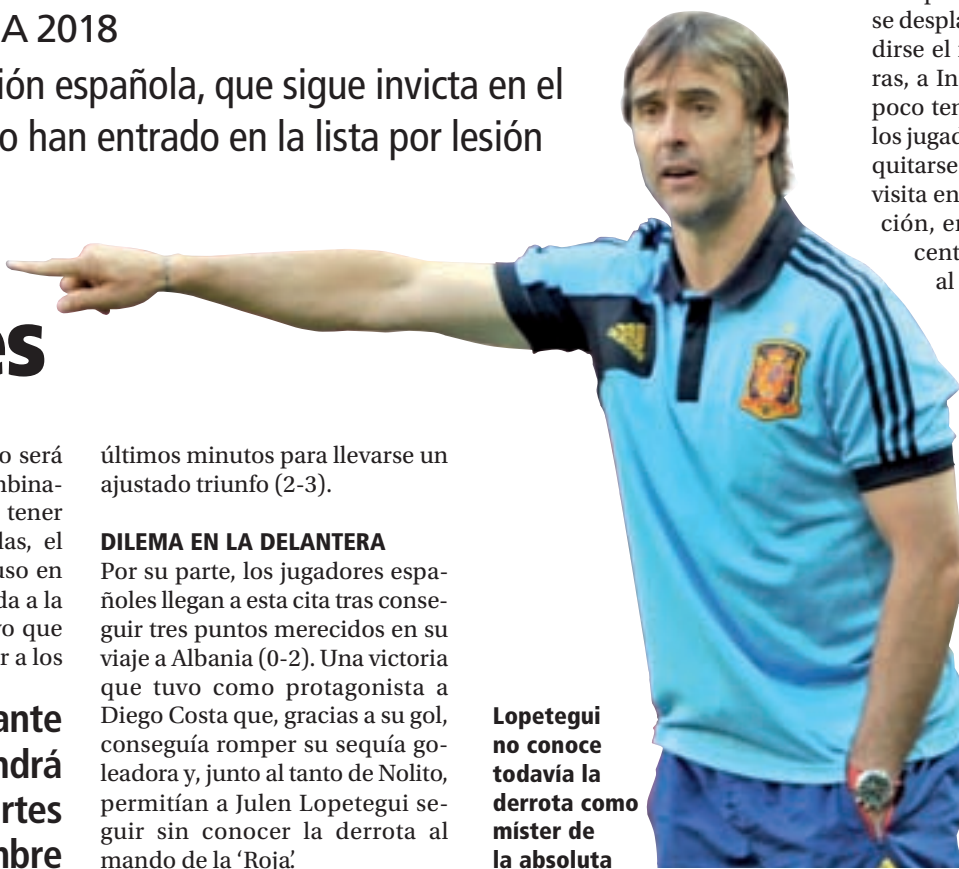 A 2018
ión española, que sigue invicta en el
o han entrado en la lista por lesión
es
o será
mbina-
tener
las, el
uso en
da a la
vo que
r a los
ante
ndrá
rtes
mbre
últimos minutos para llevarse un
ajustado triunfo (2-3).
DILEMA EN LA DELANTERA
Por su parte, los jugadores espa-
ñoles llegan a esta cita tras conse-
guir tres puntos merecidos en su
viaje a Albania (0-2). Una victoria
que tuvo como protagonista a
Diego Costa que, gracias a su gol,
conseguía romper su sequía go-
leadora y, junto al tanto de Nolito,
permitían a Julen Lopetegui se-
guir sin conocer la derrota al
mando de la ‘Roja’.
Lopetegui
no conoce
todavía la
derrota como
míster de
la absoluta
se despla
dirse el
ras, a In
poco ten
los jugad
quitarse
visita en
ción, en
cent
al